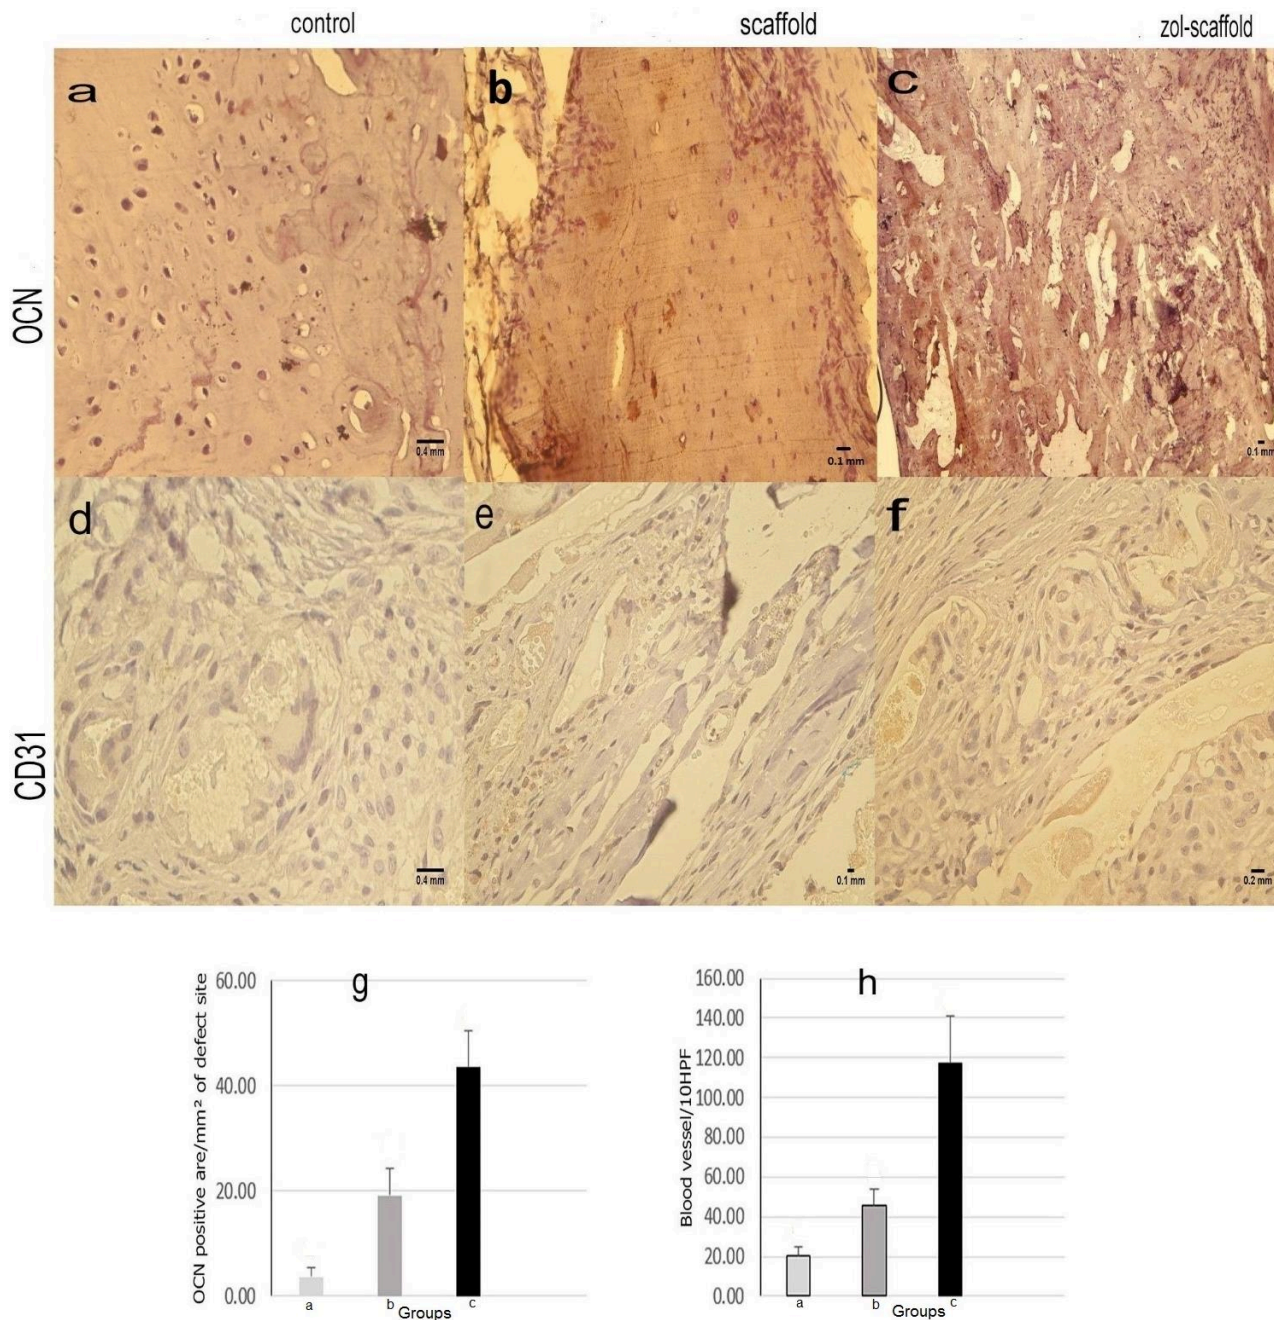 control
scaffold
zol-scaffold
OCN
a
0.4 mm
b
0.1 mm
c
0.1 mm
CD31
d
0.4 mm
e
0.1 mm
f
0.2 mm
g
OCN positive are/mm² of defect site
60.00
40.00
20.00
0.00
a
b
c
Groups
h
Blood vessel/10HPF
160.00
140.00
120.00
100.00
80.00
60.00
40.00
20.00
0.00
a
b
c
Groups